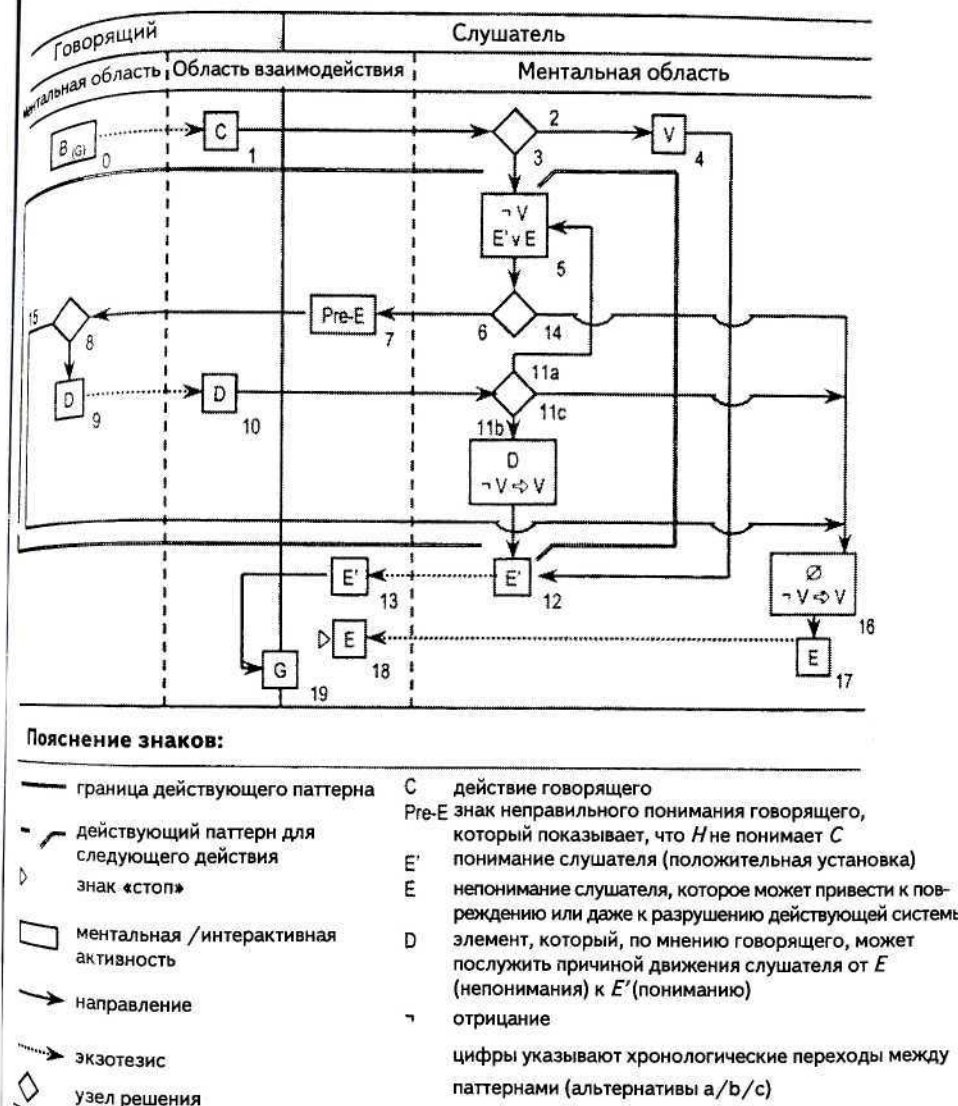 Говорящий Слушатель
ментальная область Область взаимодействия Ментальная область
B (G) 0
C 1
2
3
V 4
¬ V
E' v E
5
15
8
Pre-E 7
6
14
11a
D 9
D 10
11c
11b
D
¬ V ⇨ V
E' 13
E' 12
Ø
¬ V ⇨ V
16
E 18
E 17
G 19
Пояснение знаков:
граница действующего паттерна
действующий паттерн для
следующего действия
знак «стоп»
ментальная /интерактивная
активность
направление
экзотезис
узел решения
C действие говорящего
Pre-E знак неправильного понимания говорящего,
который показывает, что H не понимает C
E' понимание слушателя (положительная установка)
E непонимание слушателя, которое может привести к пов-
реждению или даже к разрушению действующей системы
D элемент, который, по мнению говорящего, может
послужить причиной движения слушателя от E
(непонимания) к E' (пониманию)
¬ отрицание
цифры указывают хронологические переходы между
паттернами (альтернативы a/b/c)